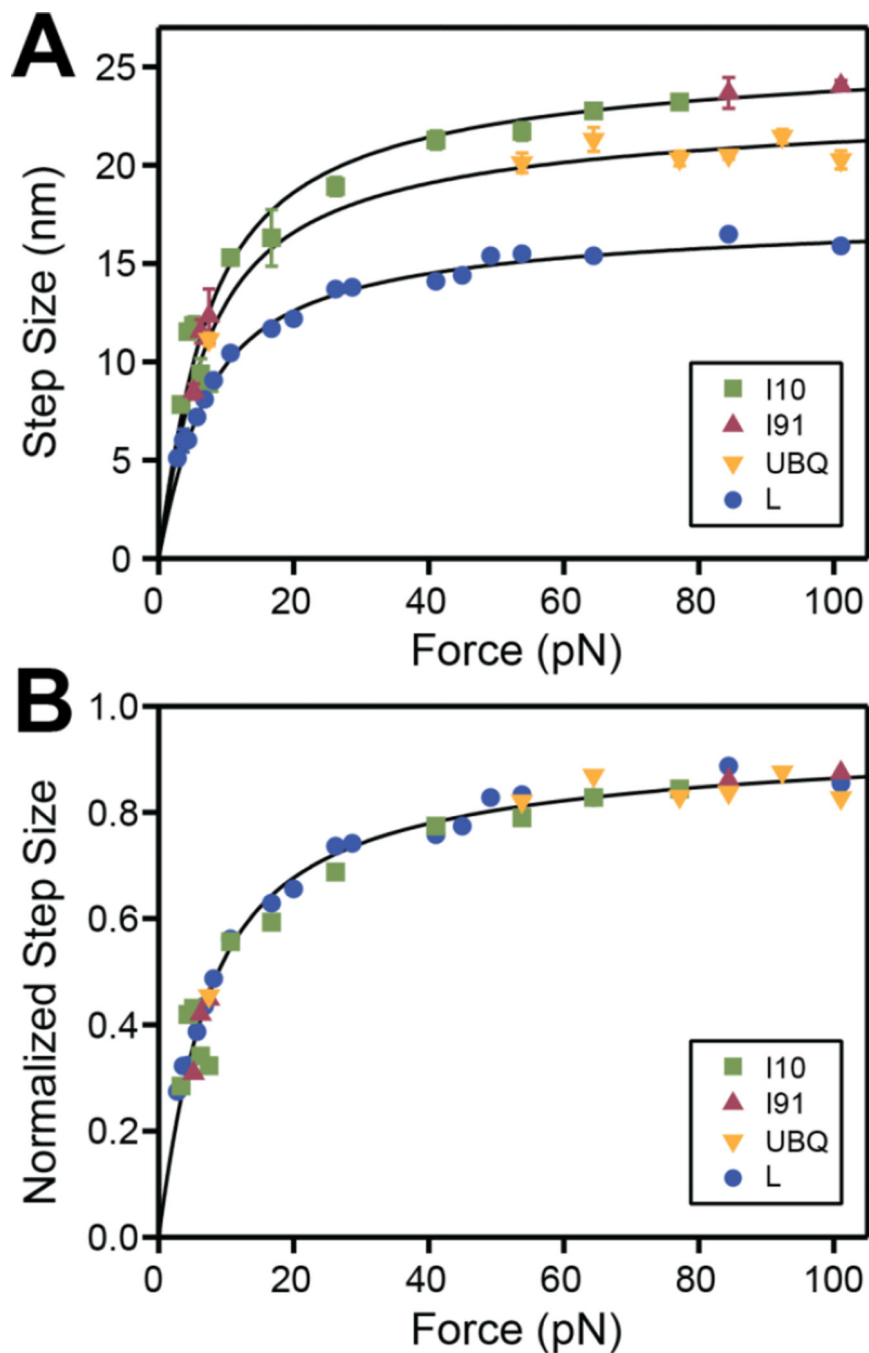 A
25
20
15
10
5
0
Step Size (nm)
I10
I91
UBQ
L
0 20 40 60 80 100
Force (pN)
B
1.0
0.8
0.6
0.4
0.2
0.0
Normalized Step Size
I10
I91
UBQ
L
0 20 40 60 80 100
Force (pN)